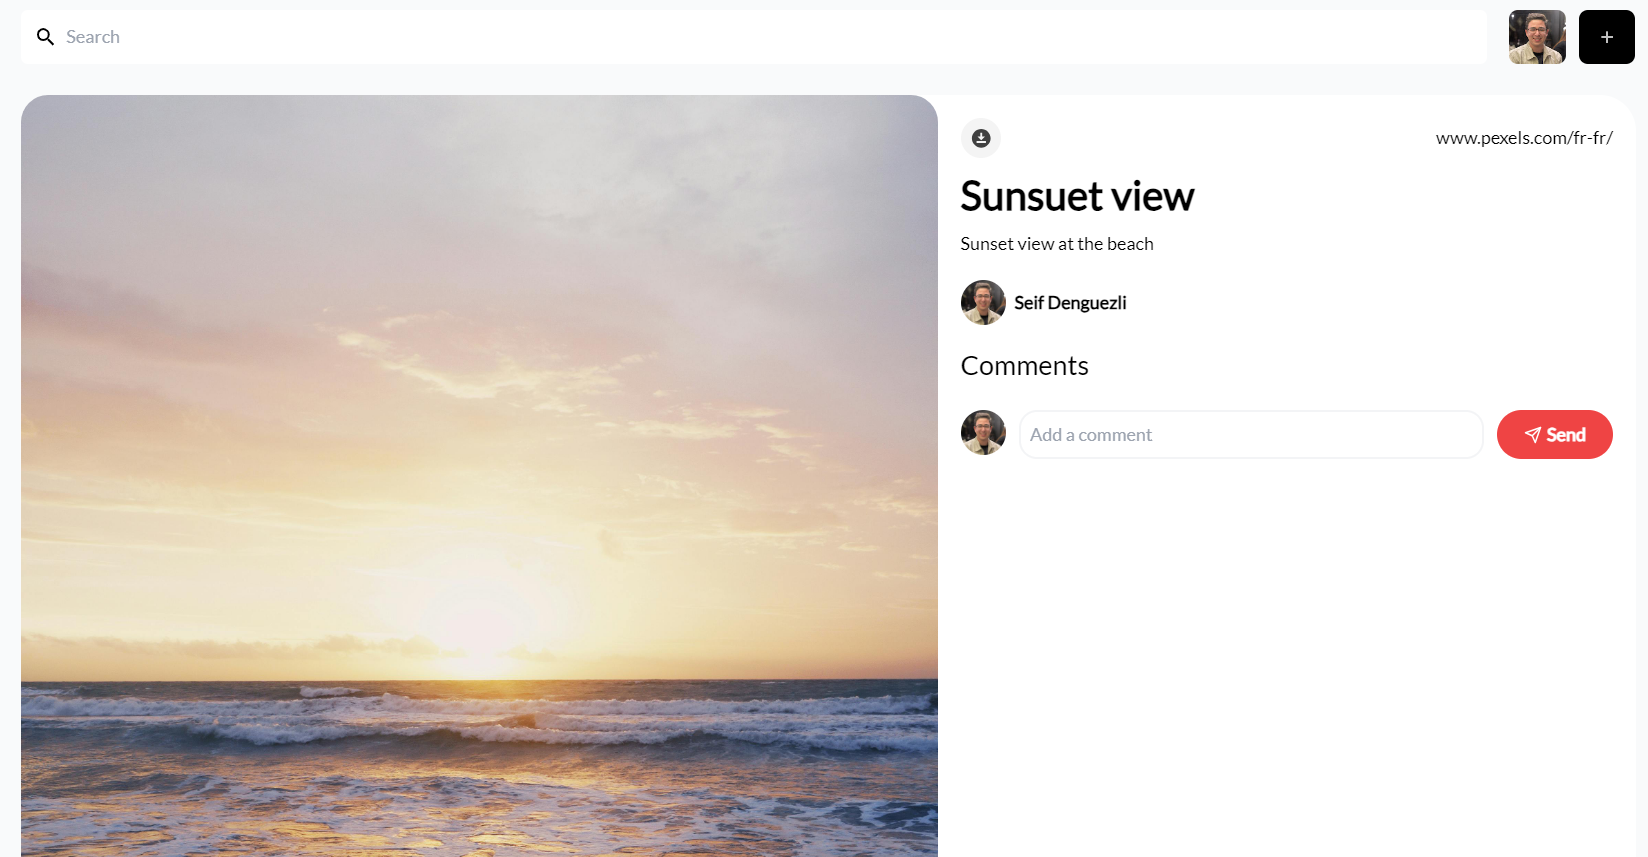 Search
www.pexels.com/fr-fr/
Sunsuet view
Sunset view at the beach
Seif Denguezli
Comments
Add a comment
Send